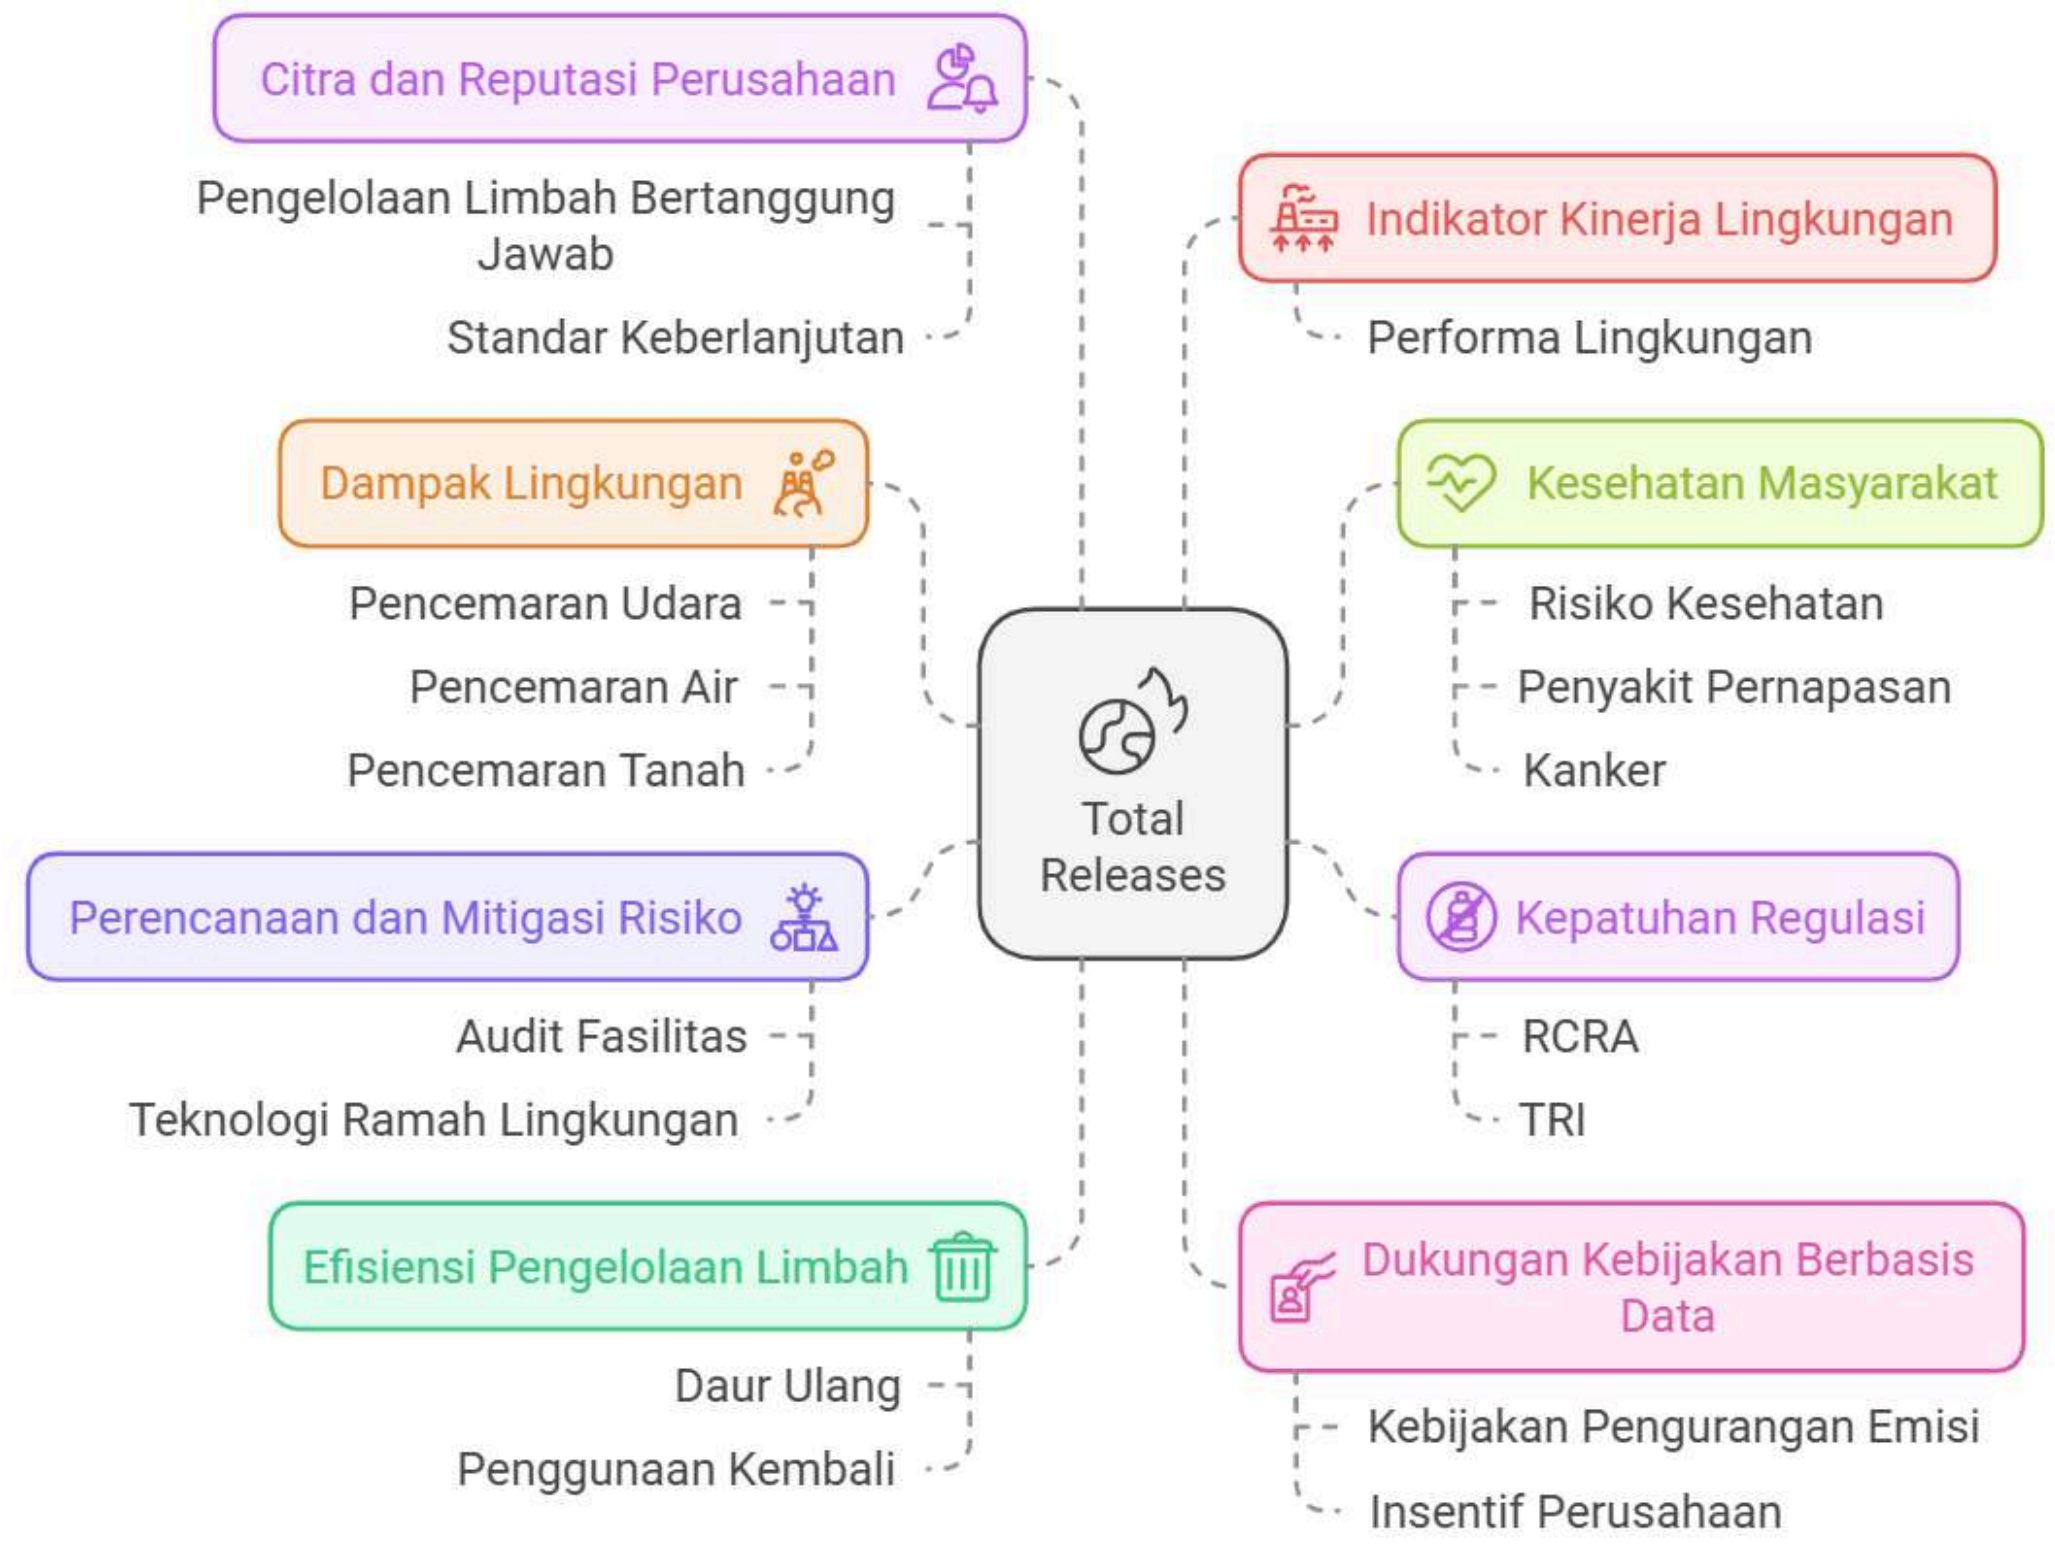 Citra dan Reputasi Perusahaan
Pengelolaan Limbah Bertanggung
Jawab
Standar Keberlanjutan
Dampak Lingkungan
Pencemaran Udara
Pencemaran Air
Pencemaran Tanah
Perencanaan dan Mitigasi Risiko
Audit Fasilitas
Teknologi Ramah Lingkungan
Efisiensi Pengelolaan Limbah
Daur Ulang
Penggunaan Kembali
Total
Releases
Indikator Kinerja Lingkungan
Performa Lingkungan
Kesehatan Masyarakat
Risiko Kesehatan
Penyakit Pernapasan
Kanker
Kepatuhan Regulasi
RCRA
TRI
Dukungan Kebijakan Berbasis
Data
Kebijakan Pengurangan Emisi
Insentif Perusahaan